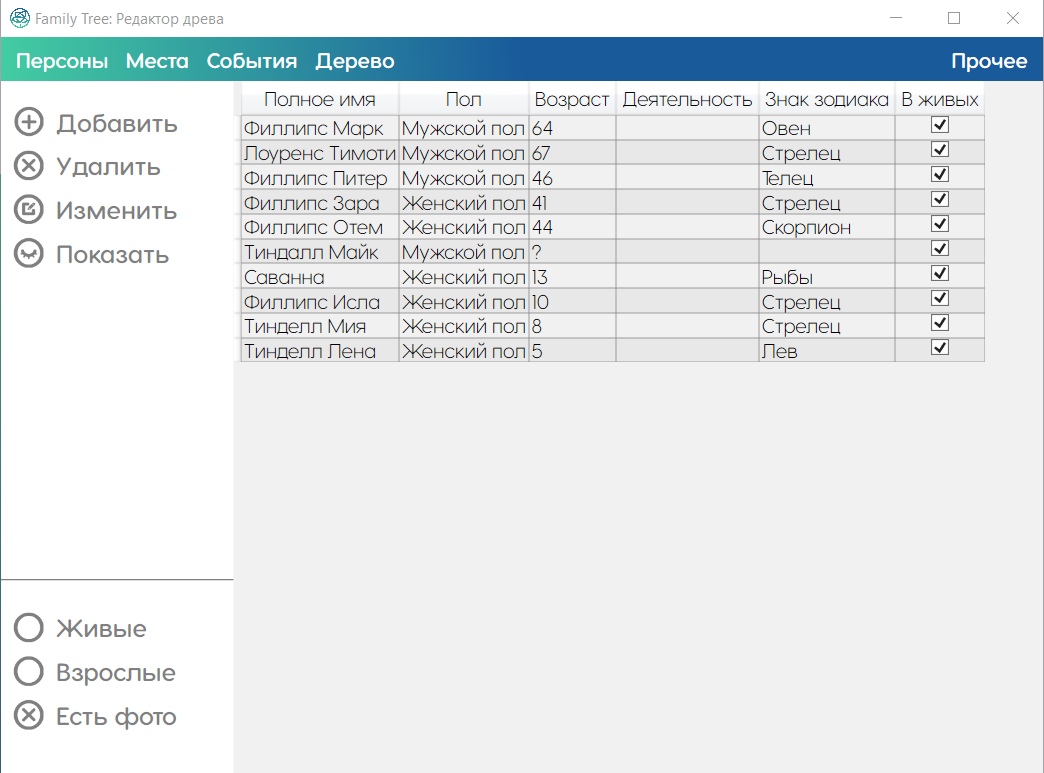 Family Tree: Редактор древа
Персоны Места События Дерево Прочее
Добавить
Удалить
Изменить
Показать
Полное имя Пол Возраст Деятельность Знак зодиака В живых
Филлипс Марк Мужской пол 64 Овен
Лоуренс Тимоти Мужской пол 67 Стрелец
Филлипс Питер Мужской пол 46 Телец
Филлипс Зара Женский пол 41 Стрелец
Филлипс Отем Женский пол 44 Скорпион
Тиндалл Майк Мужской пол ?
Саванна Женский пол 13 Рыбы
Филлипс Исла Женский пол 10 Стрелец
Тинделл Мия Женский пол 8 Стрелец
Тинделл Лена Женский пол 5 Лев
Живые
Взрослые
Есть фото